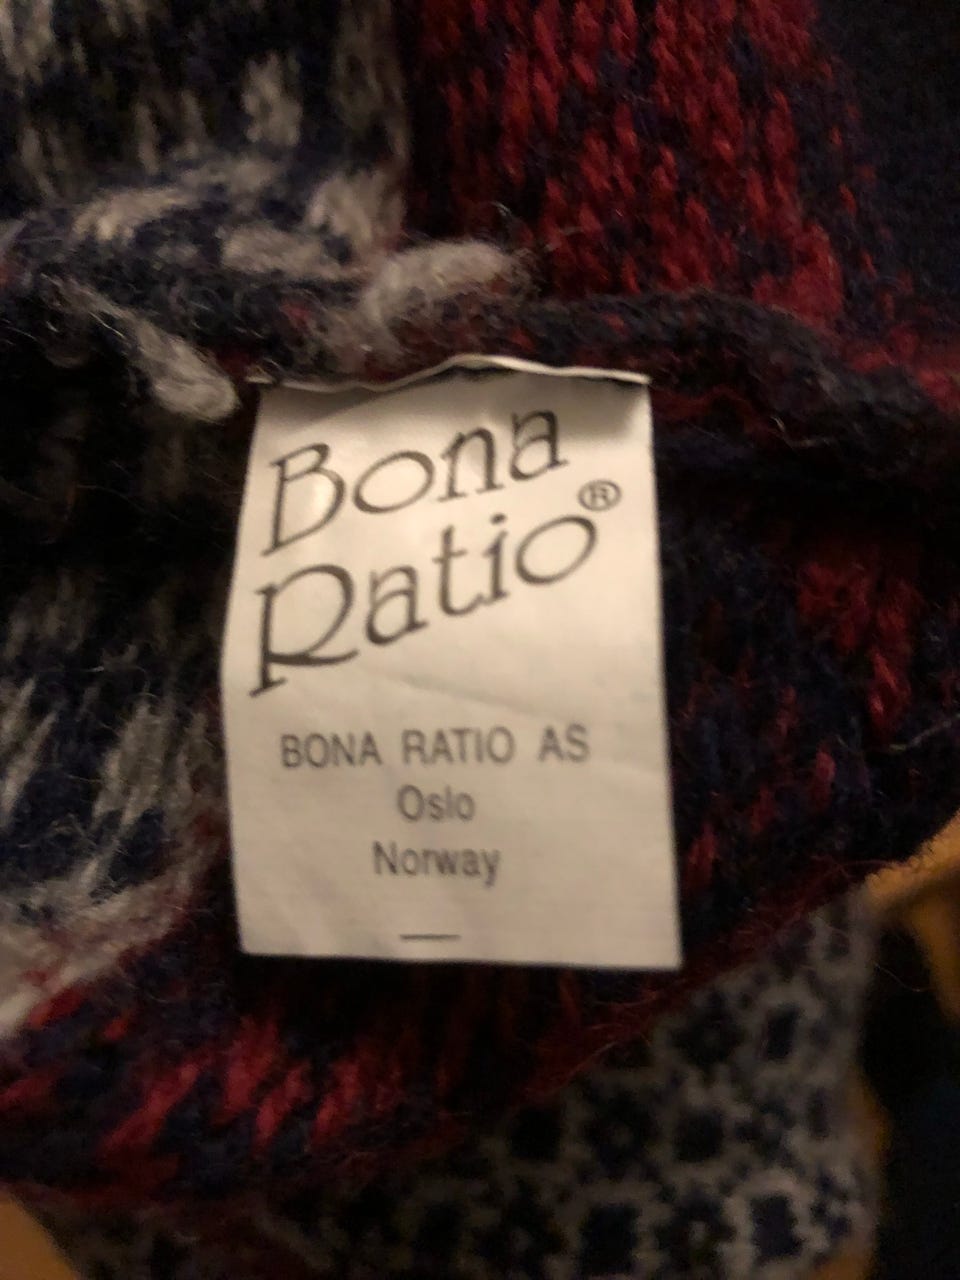 Bona
Ratio®
BONA RATIO AS
Oslo
Norway